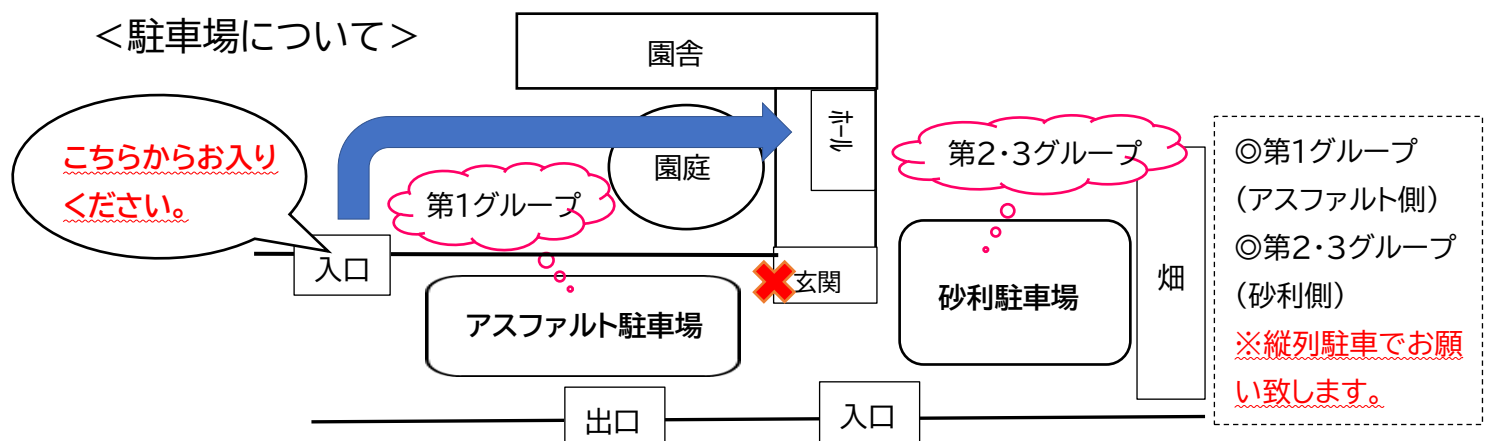 ＜駐車場について＞
園舎
こちらからお入り
ください。
ホール
園庭
第1グループ
第2・3グループ
入口
玄関
アスファルト駐車場
砂利駐車場
畑
出口
入口
◎第1グループ
(アスファルト側)
◎第2・3グループ
(砂利側)
※縦列駐車でお願
い致します。